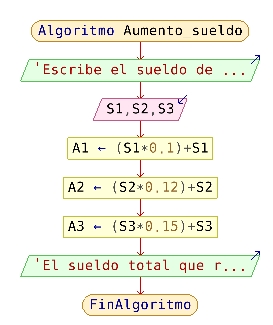 Algoritmo Aumento sueldo
'Escribe el sueldo de ...
S1,S2,S3
A1 ← (S1*0.1)+S1
A2 ← (S2*0.12)+S2
A3 ← (S3*0.15)+S3
'El sueldo total que r...
FinAlgoritmo